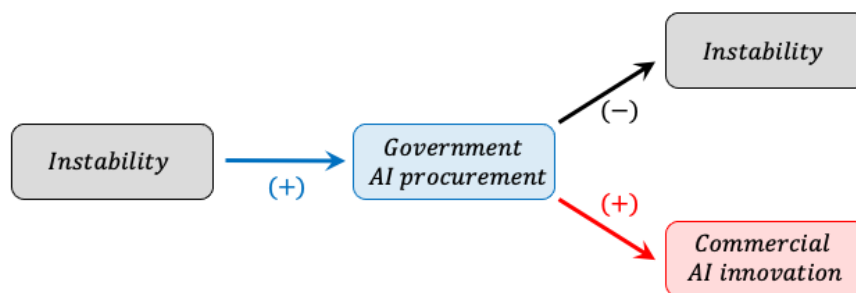 Instability
(+)
Government
AI procurement
(−)
Instability
(+)
Commercial
AI innovation